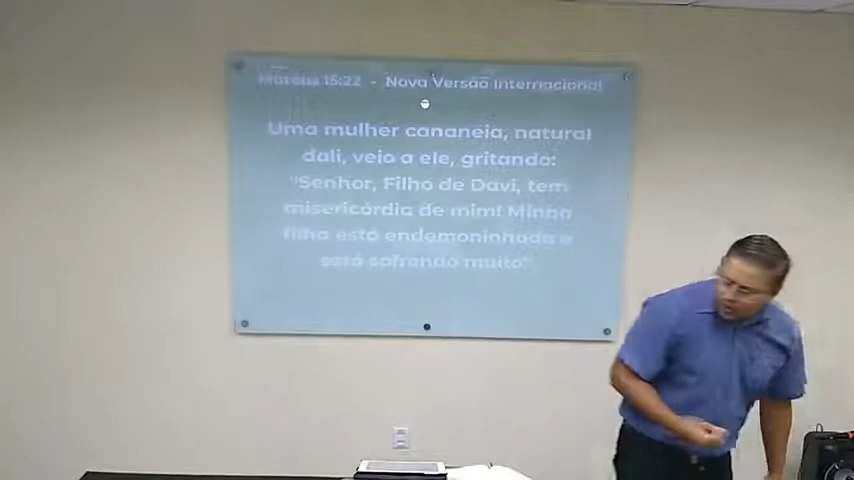 Mateus 15:22 - Nova Versão Internacional
Uma mulher cananeia, natural
dali, veio a ele, gritando:
"Senhor, Filho de Davi, tem
misericórdia de mim! Minha
filha está endemoninhada e
está sofrendo muito"